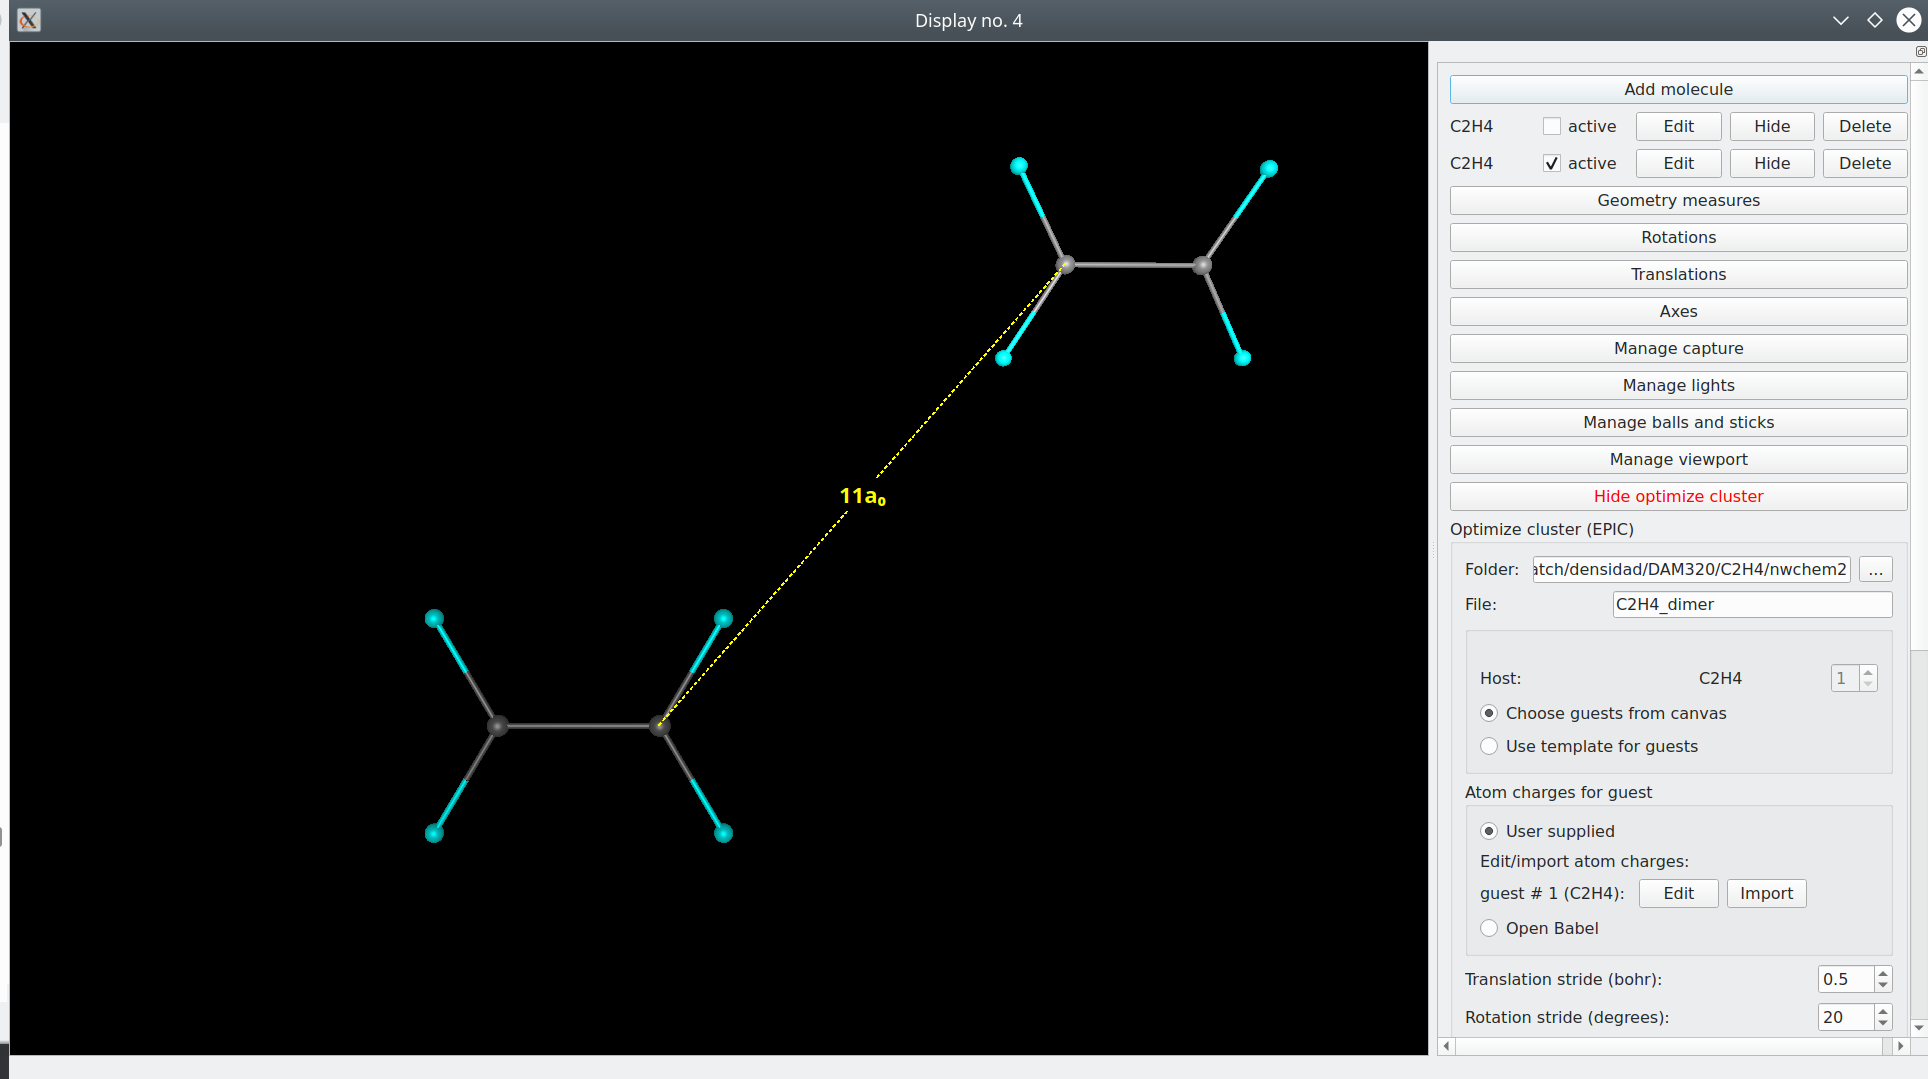 Display no. 4
Add molecule
C2H4 active Edit Hide Delete
C2H4 active Edit Hide Delete
Geometry measures
Rotations
Translations
Axes
Manage capture
Manage lights
Manage balls and sticks
Manage viewport
Hide optimize cluster
Optimize cluster (EPIC)
Folder: atch/densidad/DAM320/C2H4/nwchem2 ...
File: C2H4_dimer
Host: C2H4 1
Choose guests from canvas
Use template for guests
Atom charges for guest
User supplied
Edit/import atom charges:
guest # 1 (C2H4): Edit Import
Open Babel
Translation stride (bohr): 0.5
Rotation stride (degrees): 20
11a₀